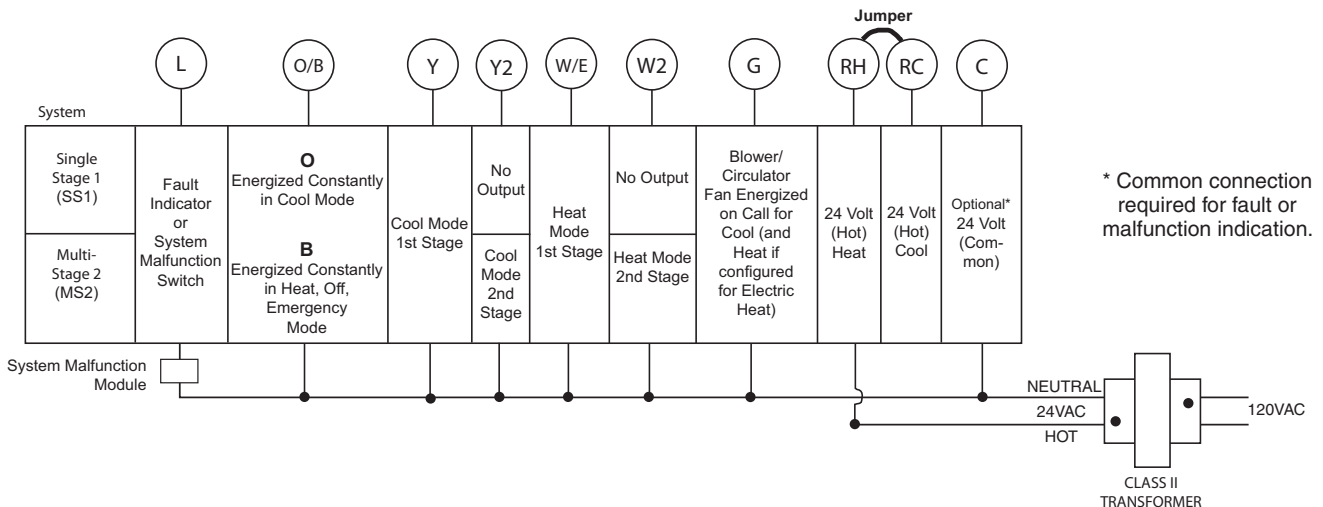 Jumper
L
O/B
Y
Y2
W/E
W2
G
RH
RC
C
System
Single
Stage 1
(SS1)
Multi-
Stage 2
(MS2)
Fault
Indicator
or
System
Malfunction
Switch
O
Energized Constantly
in Cool Mode
B
Energized Constantly
in Heat, Off,
Emergency
Mode
Cool Mode
1st Stage
No
Output
Cool
Mode
2nd
Stage
Heat
Mode
1st Stage
No Output
Heat Mode
2nd Stage
Blower/
Circulator
Fan Energized
on Call for
Cool (and
Heat if
configured
for Electric
Heat)
24 Volt
(Hot)
Heat
24 Volt
(Hot)
Cool
Optional*
24 Volt
(Com-
mon)
* Common connection
required for fault or
malfunction indication.
System Malfunction
Module
NEUTRAL
24VAC
HOT
120VAC
CLASS II
TRANSFORMER